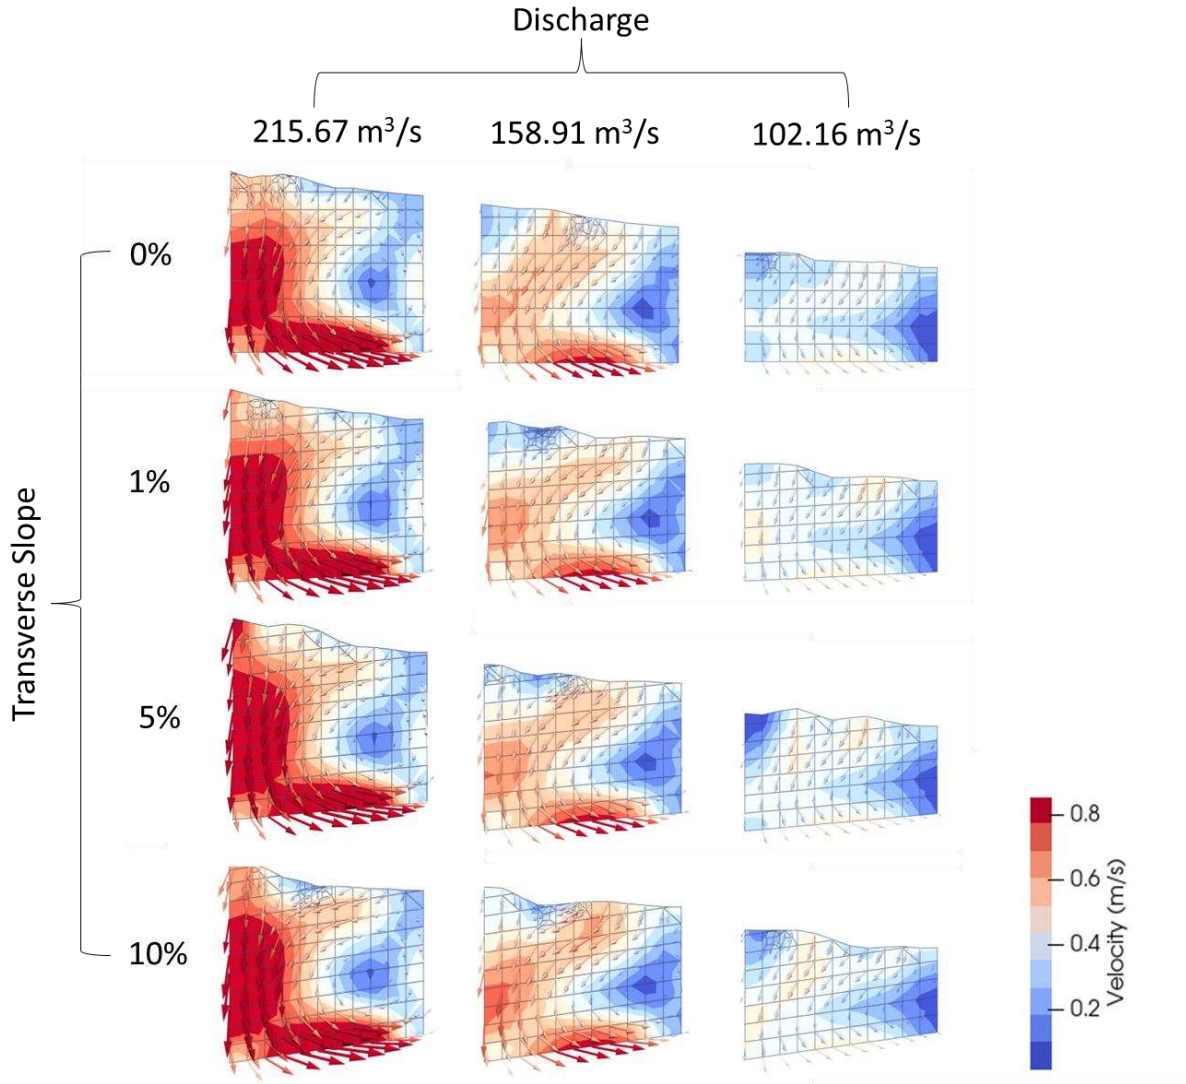 Discharge
215.67 m³/s 158.91 m³/s 102.16 m³/s
0%
1%
Transverse Slope
5%
10%
0.8
0.6
0.4
0.2
Velocity (m/s)